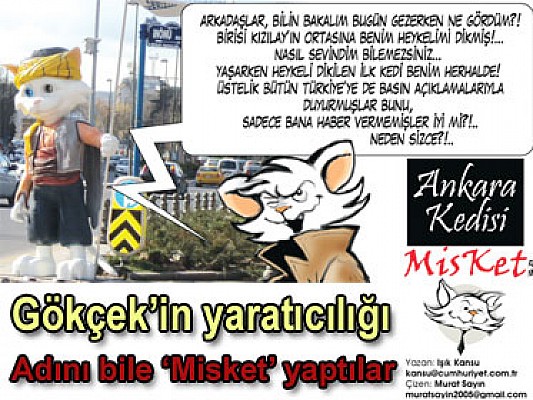 ARKADAŞLAR, BİLİN BAKALIM BUGÜN GEZERKEN NE GÖRDÜM?!
BİRİSİ KIZILAY'IN ORTASINA BENİM HEYKELİMİ DİKMİŞ!...
NASIL SEVİNDİM BİLEMEZSİNİZ...
YAŞARKEN HEYKELİ DİKİLEN İLK KEDİ BENİM HERHALDE!
ÜSTELİK BÜTÜN TÜRKİYE'YE DE BASIN AÇIKLAMALARIYLA
DUYURMUŞLAR BUNU,
SADECE BANA HABER VERMEMİŞLER İYİ Mİ?!..
NEDEN SİZCE?!..
İNÖNÜ
Ankara
Kedisi
MisKet
Gökçek'in yaratıcılığı
Adını bile 'Misket' yaptılar
Yazan: Işık Kansu
kansu@cumhuriyet.com.tr
Çizen: Murat Sayın
muratsayin2005@gmail.com